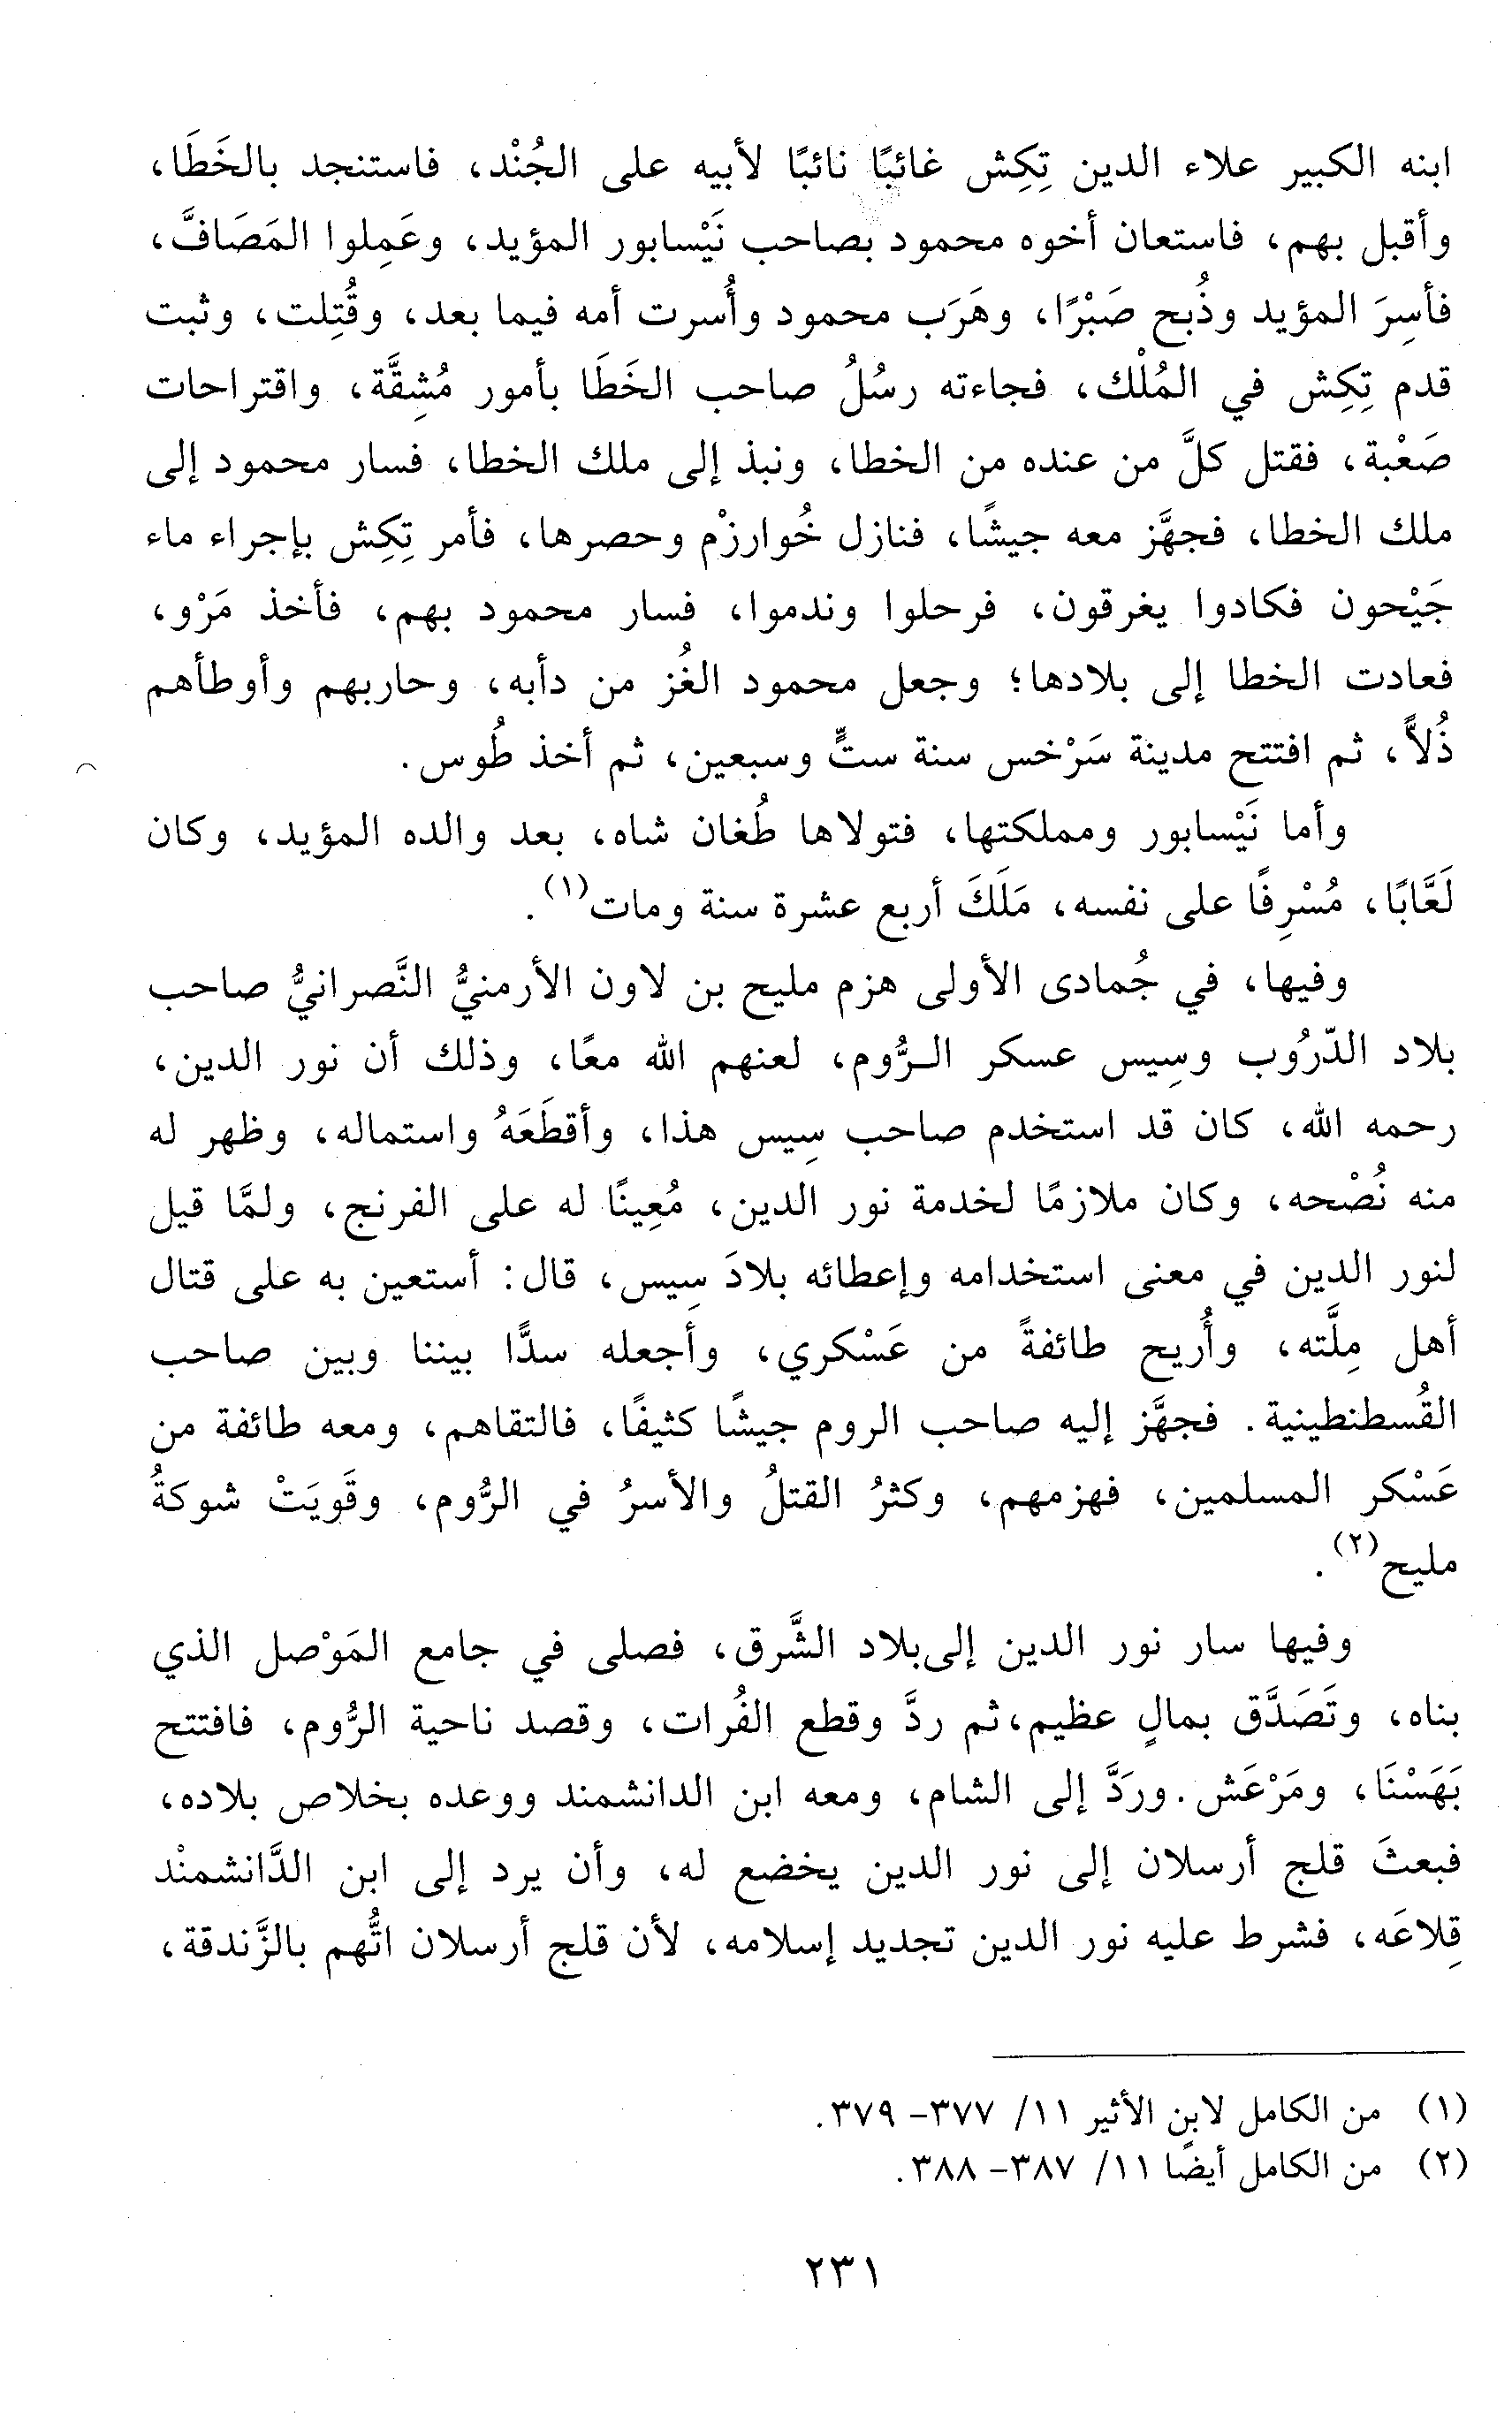 ابنه الكبير علاء الدين تِكِش غائبًا نائبًا لأبيه على الجُنْد، فاستنجد بالخَطَا،
وأقبل بهم، فاستعان أخوه محمود بصاحب نَيْسابور المؤيد، وعَمِلوا المَصَافَّ،
فأسِرَ المؤيد وذُبح صَبْرًا، وهَرَب محمود وأُسرت أمه فيما بعد، وقُتِلت، وثبت
قدم تِكِش في المُلْك، فجاءته رسُلُ صاحب الخَطَا بأمور مُشِقَّة، واقتراحات
صَعْبة، فقتل كلَّ من عنده من الخطا، ونبذ إلى ملك الخطا، فسار محمود إلى
ملك الخطا، فجهَّز معه جيشًا، فنازل خُوارزْم وحصرها، فأمر تِكِش بإجراء ماء
جَيْحون فكادوا يغرقون، فرحلوا وندموا، فسار محمود بهم، فأخذ مَرْو،
فعادت الخطا إلى بلادها؛ وجعل محمود الغُز من دأبه، وحاربهم وأوطأهم
ذُلاًّ، ثم افتتح مدينة سَرْخس سنة ستٍّ وسبعين، ثم أخذ طُوس.
وأما نَيْسابور ومملكتها، فتولاها طُغان شاه، بعد والده المؤيد، وكان
لَعَّابًا، مُسْرِفًا على نفسه، مَلَكَ أربع عشرة سنة ومات(١).
وفيها، في جُمادى الأولى هزم مليح بن لاون الأرمنيُّ النَّصرانيُّ صاحب
بلاد الدّرُوب وسِيس عسكر الرُّوم، لعنهم الله معًا، وذلك أن نور الدين،
رحمه الله، كان قد استخدم صاحب سِيس هذا، وأقطَعَهُ واستماله، وظهر له
منه نُصْحه، وكان ملازمًا لخدمة نور الدين، مُعِينًا له على الفرنج، ولمَّا قيل
لنور الدين في معنى استخدامه وإعطائه بلادَ سِيس، قال: أستعين به على قتال
أهل مِلَّته، وأُريح طائفةً من عَسْكري، وأجعله سدًّا بيننا وبين صاحب
القُسطنطينية. فجهَّز إليه صاحب الروم جيشًا كثيفًا، فالتقاهم، ومعه طائفة من
عَسْكر المسلمين، فهزمهم، وكثرُ القتلُ والأسرُ في الرُّوم، وقَويَتْ شوكةُ
مليح(٢).
وفيها سار نور الدين إلى بلاد الشَّرق، فصلى في جامع المَوْصل الذي
بناه، وتَصَدَّق بمالٍ عظيم، ثم ردَّ وقطع الفُرات، وقصد ناحية الرُّوم، فافتتح
بَهَسْنَا، ومَرْعَش. ورَدَّ إلى الشام، ومعه ابن الدانشمند ووعده بخلاص بلاده،
فبعثَ قلج أرسلان إلى نور الدين يخضع له، وأن يرد إلى ابن الدَّانشمنْد
قِلاعَه، فشرط عليه نور الدين تجديد إسلامه، لأن قلج أرسلان اتُّهم بالزَّندقة،
(١) من الكامل لابن الأثير ١١/ ٣٧٧- ٣٧٩.
(٢) من الكامل أيضًا ١١/ ٣٨٧- ٣٨٨.
٢٣١